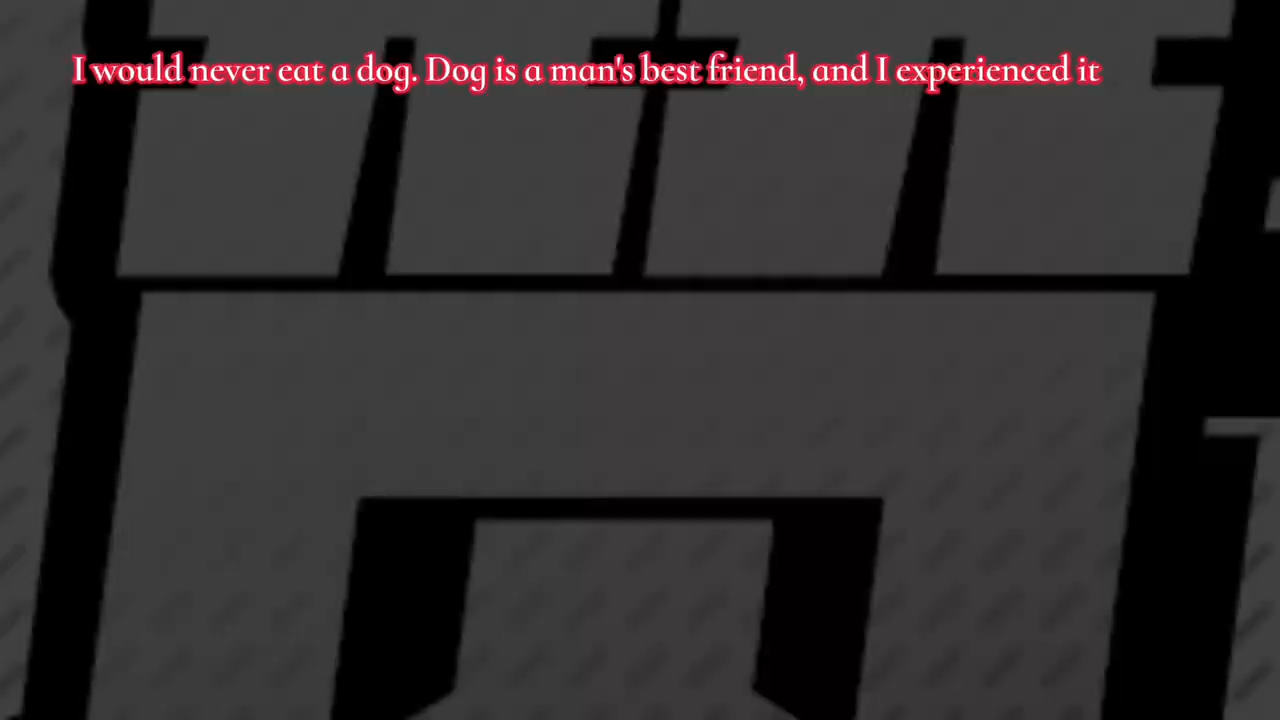 I would never eat a dog. Dog is a man's best friend, and I experienced it